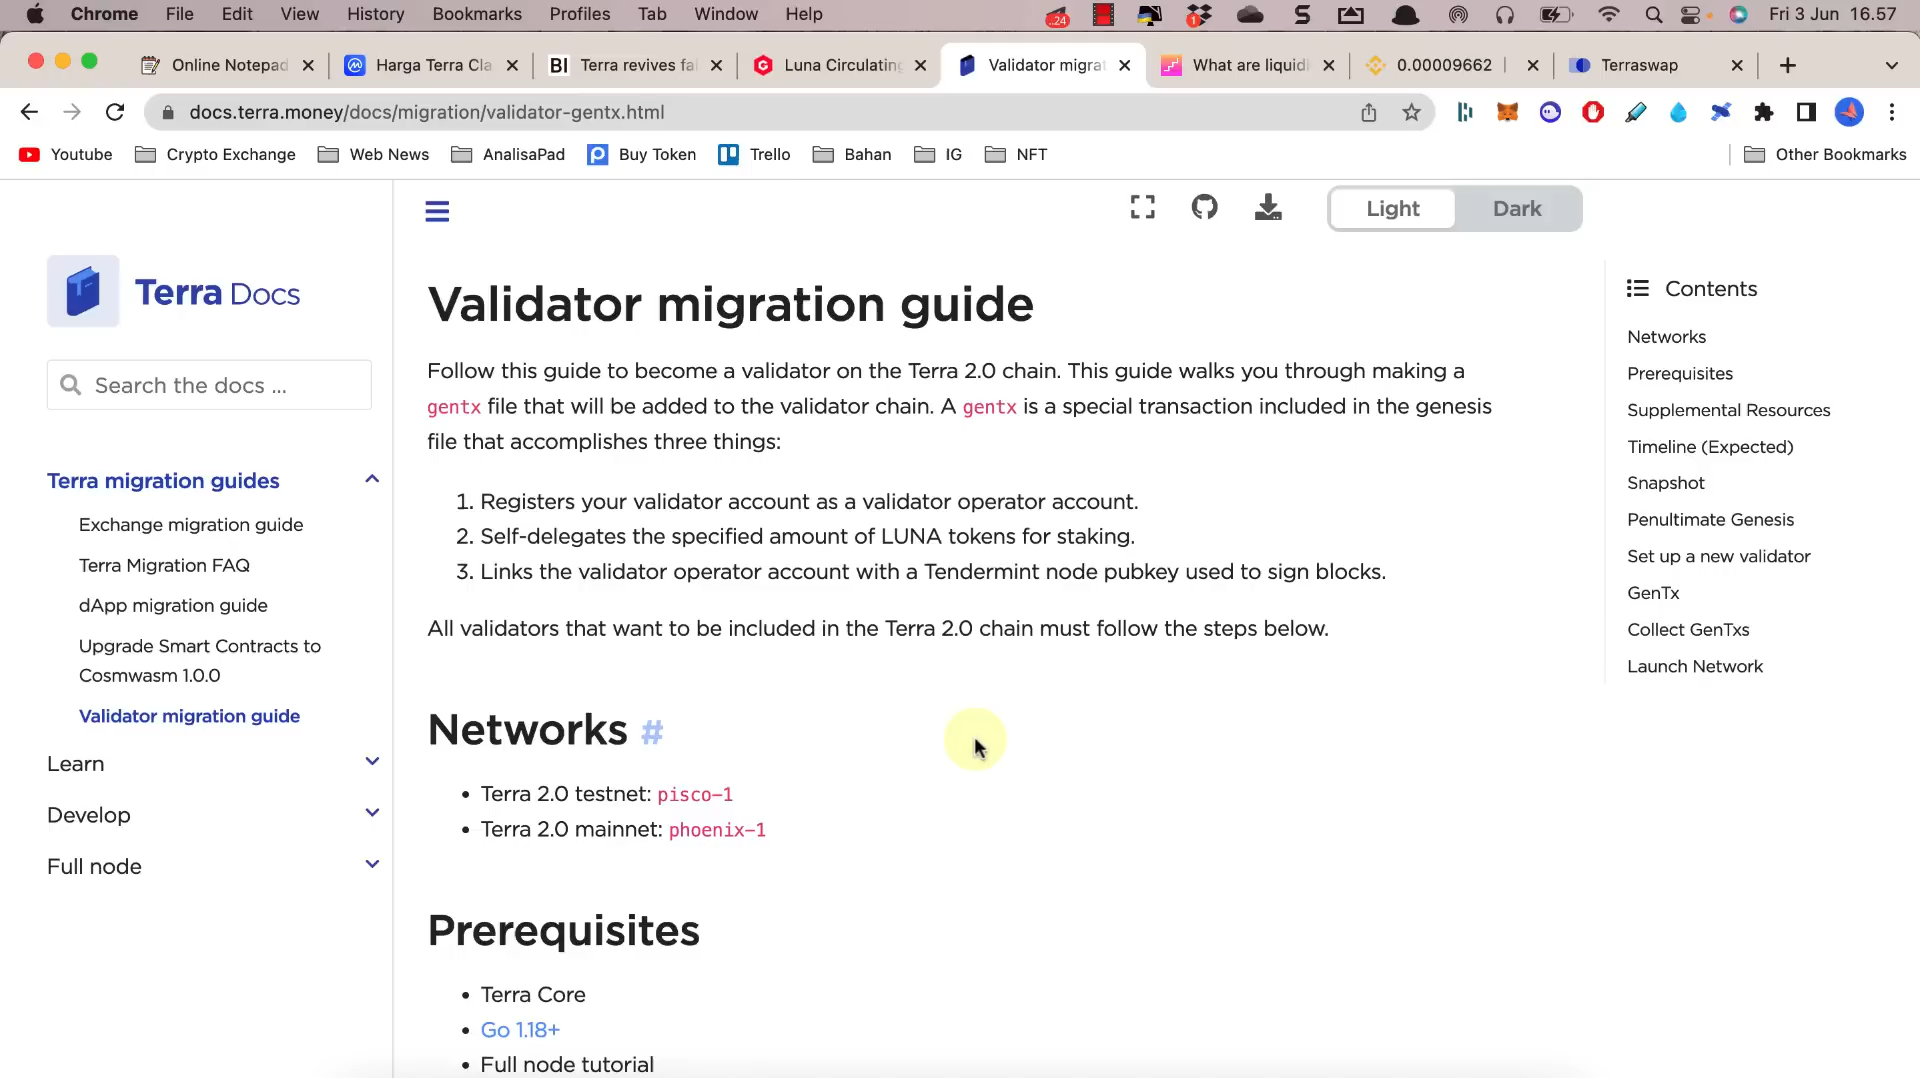 Chrome File Edit View History Bookmarks Profiles Tab Window Help
..24 1 S Fri 3 Jun 16.57
Online Notepad
Harga Terra Cla
BI Terra revives fa
Luna Circulating
Validator migrat
What are liquidi
0.00009662
Terraswap
docs.terra.money/docs/migration/validator-gentx.html
Youtube Crypto Exchange Web News AnalisaPad Buy Token Trello Bahan IG NFT Other Bookmarks
Light Dark
Terra Docs
Search the docs ...
Terra migration guides
Exchange migration guide
Terra Migration FAQ
dApp migration guide
Upgrade Smart Contracts to
Cosmwasm 1.0.0
Validator migration guide
Learn
Develop
Full node
Validator migration guide
Follow this guide to become a validator on the Terra 2.0 chain. This guide walks you through making a
gentx file that will be added to the validator chain. A gentx is a special transaction included in the genesis
file that accomplishes three things:
1. Registers your validator account as a validator operator account.
2. Self-delegates the specified amount of LUNA tokens for staking.
3. Links the validator operator account with a Tendermint node pubkey used to sign blocks.
All validators that want to be included in the Terra 2.0 chain must follow the steps below.
Networks #
• Terra 2.0 testnet: pisco-1
• Terra 2.0 mainnet: phoenix-1
Prerequisites
• Terra Core
• Go 1.18+
• Full node tutorial
Contents
Networks
Prerequisites
Supplemental Resources
Timeline (Expected)
Snapshot
Penultimate Genesis
Set up a new validator
GenTx
Collect GenTxs
Launch Network